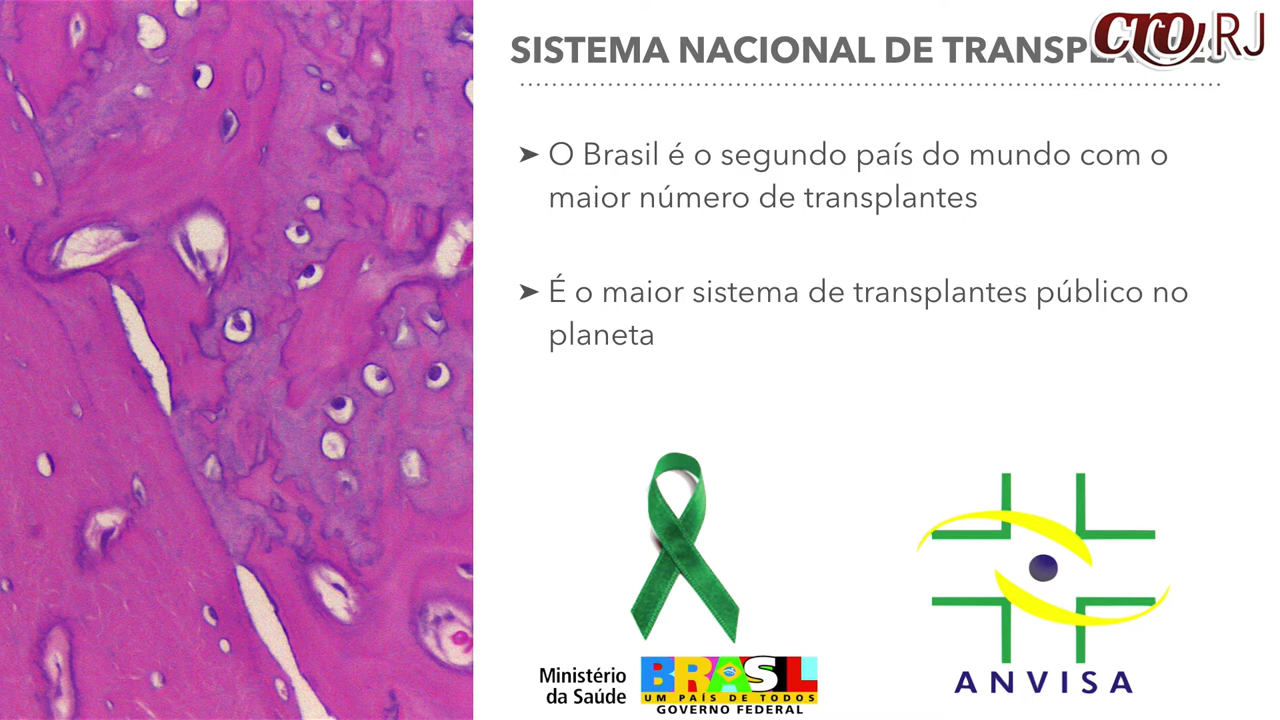 CRO RJ
SISTEMA NACIONAL DE TRANSPLANTES
➤ O Brasil é o segundo país do mundo com o
maior número de transplantes
➤ É o maior sistema de transplantes público no
planeta
Ministério
da Saúde
BRASIL
UM PAÍS DE TODOS
GOVERNO FEDERAL
ANVISA